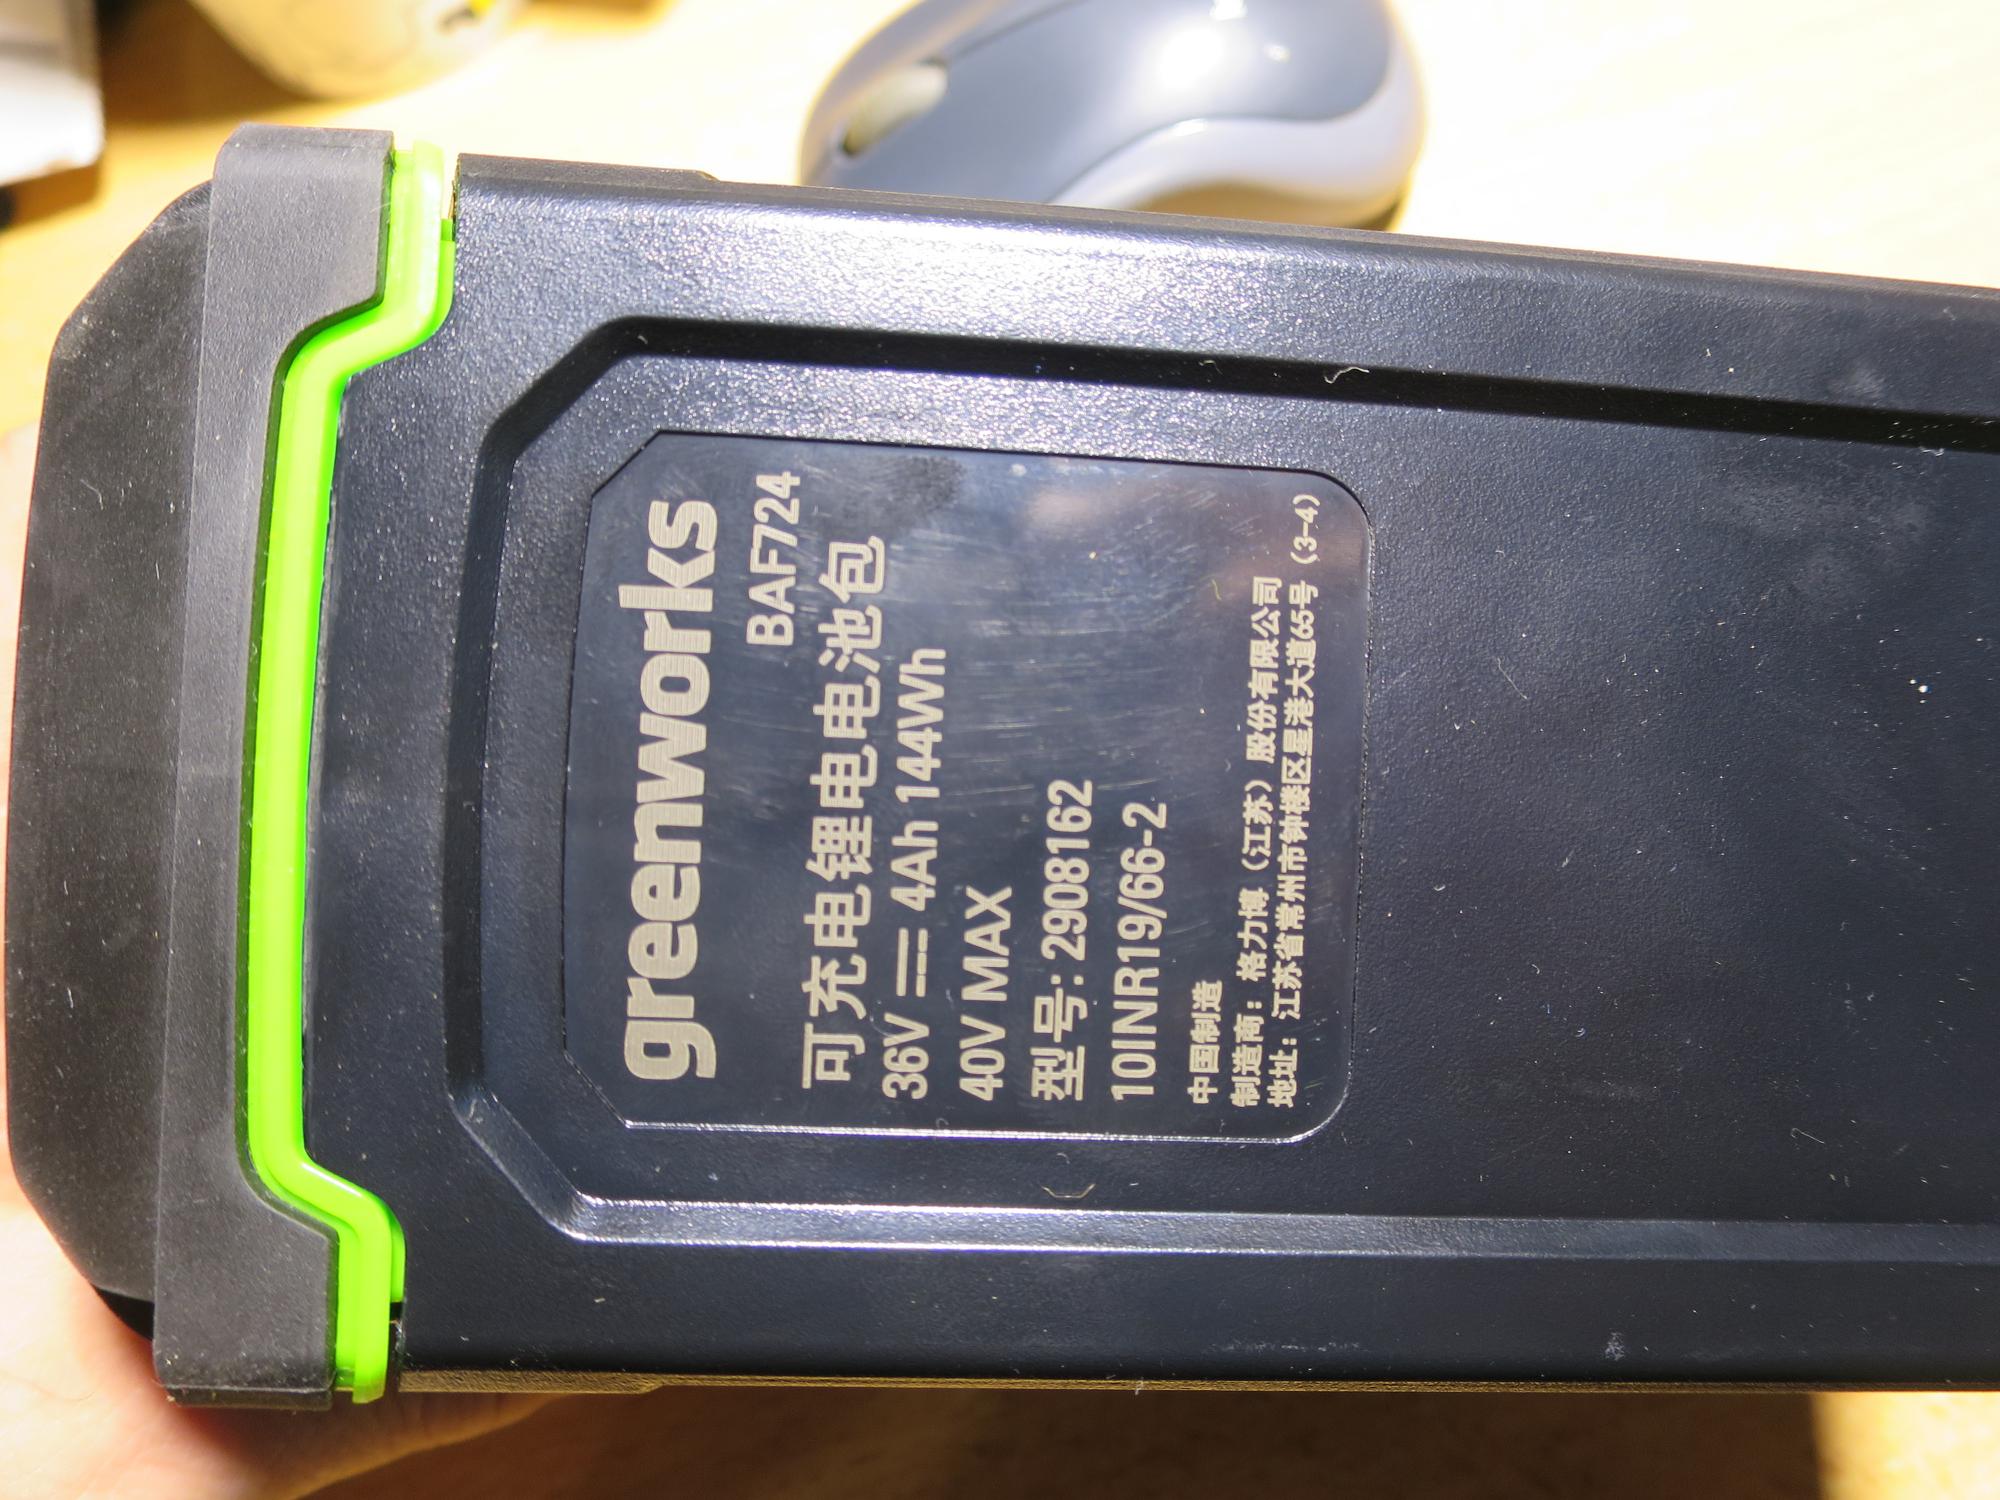 greenworks
BAF724
可充电锂电电池包
36V ⎓ 4Ah 144Wh
40V MAX
型号: 2908162
10INR19/66-2
中国制造
制造商：格力博（江苏）股份有限公司
地址：江苏省常州市钟楼区星港大道65号（3-4）